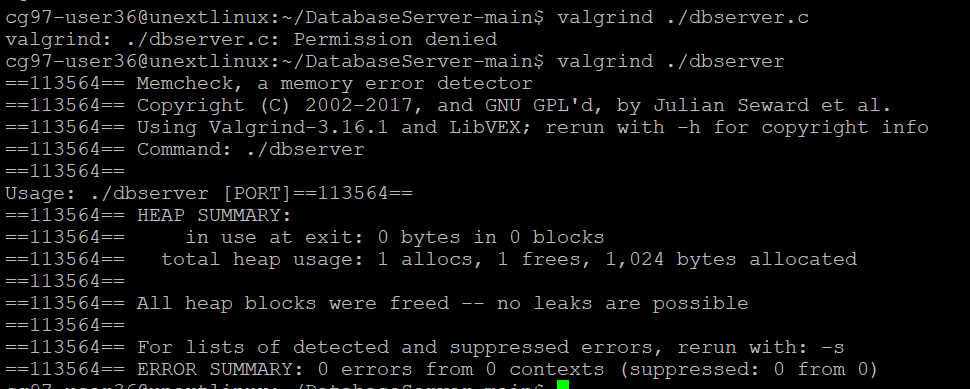 cg97-user36@unextlinux:~/DatabaseServer-main$ valgrind ./dbserver.c
valgrind: ./dbserver.c: Permission denied
cg97-user36@unextlinux:~/DatabaseServer-main$ valgrind ./dbserver
==113564== Memcheck, a memory error detector
==113564== Copyright (C) 2002-2017, and GNU GPL'd, by Julian Seward et al.
==113564== Using Valgrind-3.16.1 and LibVEX; rerun with -h for copyright info
==113564== Command: ./dbserver
==113564==
Usage: ./dbserver [PORT]==113564==
==113564== HEAP SUMMARY:
==113564==     in use at exit: 0 bytes in 0 blocks
==113564==   total heap usage: 1 allocs, 1 frees, 1,024 bytes allocated
==113564==
==113564== All heap blocks were freed -- no leaks are possible
==113564==
==113564== For lists of detected and suppressed errors, rerun with: -s
==113564== ERROR SUMMARY: 0 errors from 0 contexts (suppressed: 0 from 0)
cg97-user36@unextlinux:~/DatabaseServer-main$